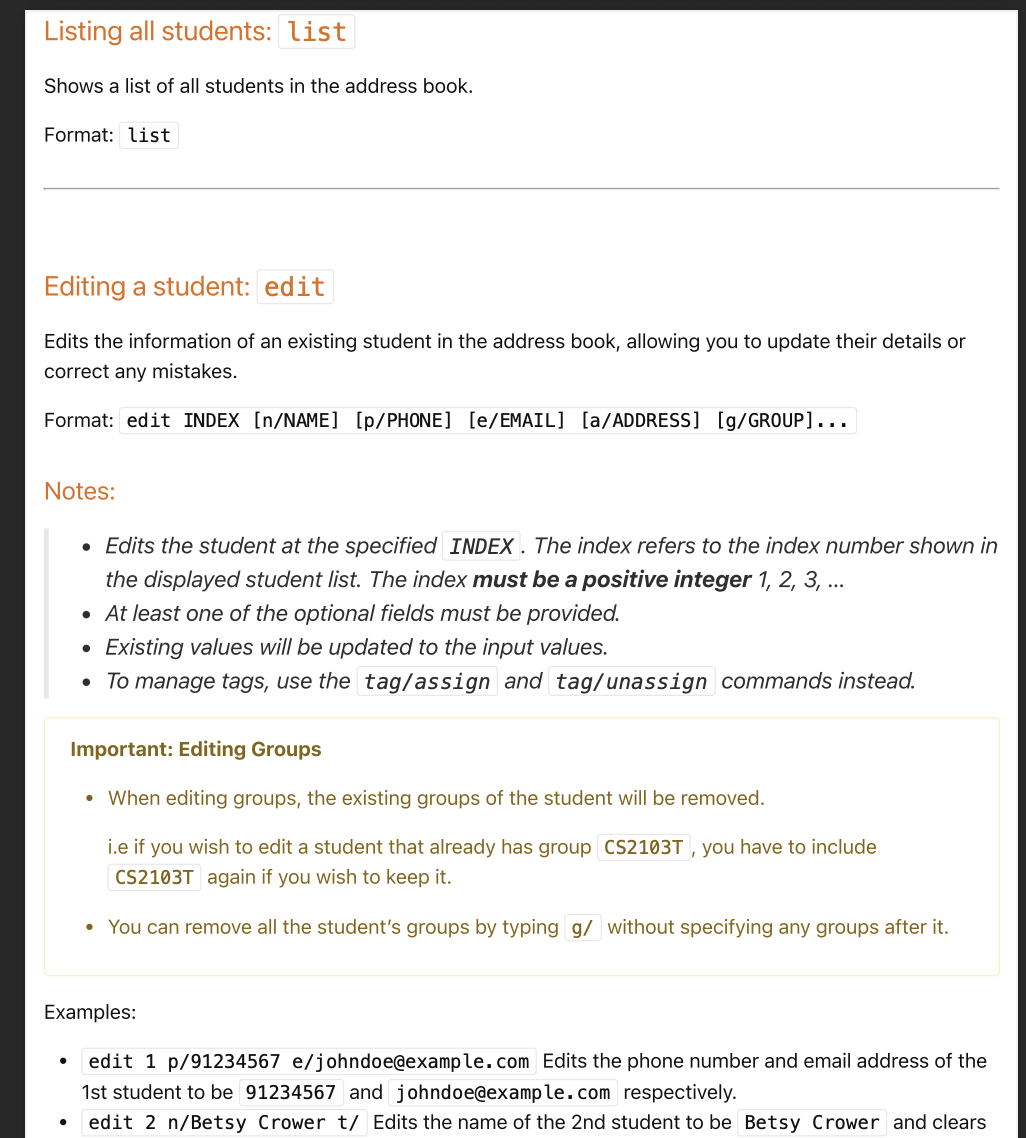 Listing all students: list
Shows a list of all students in the address book.
Format: list
Editing a student: edit
Edits the information of an existing student in the address book, allowing you to update their details or
correct any mistakes.
Format: edit INDEX [n/NAME] [p/PHONE] [e/EMAIL] [a/ADDRESS] [g/GROUP]...
Notes:
• Edits the student at the specified INDEX. The index refers to the index number shown in
the displayed student list. The index must be a positive integer 1, 2, 3, …
• At least one of the optional fields must be provided.
• Existing values will be updated to the input values.
• To manage tags, use the tag/assign and tag/unassign commands instead.
Important: Editing Groups
• When editing groups, the existing groups of the student will be removed.
i.e if you wish to edit a student that already has group CS2103T, you have to include
CS2103T again if you wish to keep it.
• You can remove all the student’s groups by typing g/ without specifying any groups after it.
Examples:
• edit 1 p/91234567 e/johndoe@example.com Edits the phone number and email address of the
1st student to be 91234567 and johndoe@example.com respectively.
• edit 2 n/Betsy Crower t/ Edits the name of the 2nd student to be Betsy Crower and clears